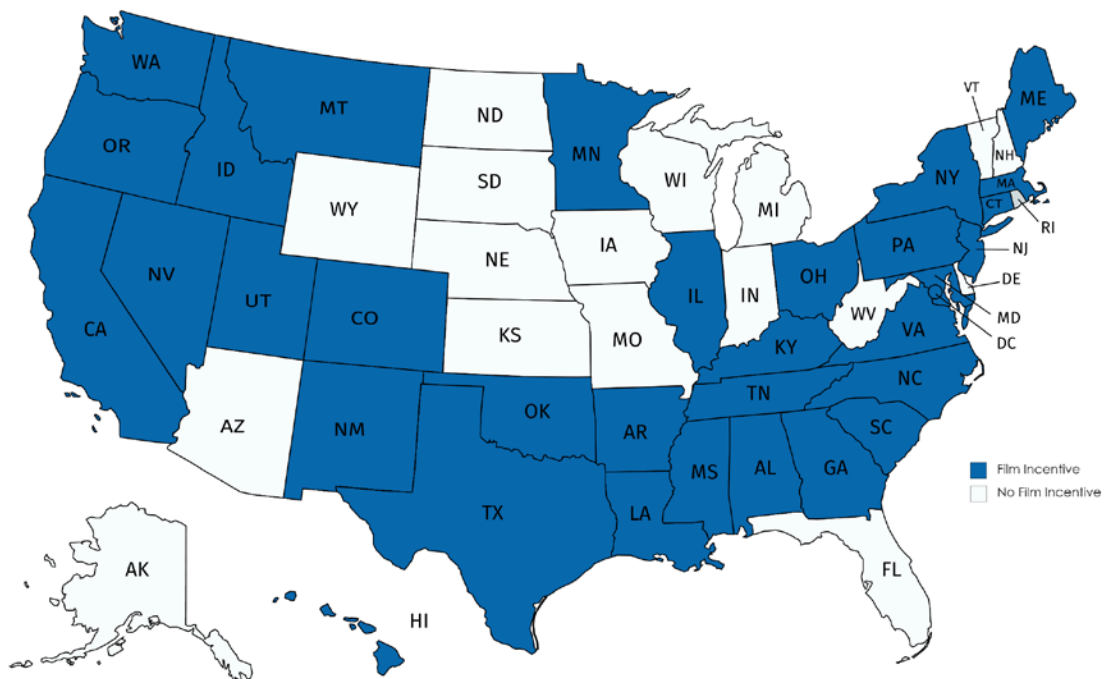 WA
MT
ND
MN
VT
ME
OR
ID
SD
WI
NY
NH
MA
WY
MI
CT
RI
IA
PA
NJ
NE
OH
NV
UT
IL
IN
DE
CO
WV
MD
CA
KS
MO
VA
DC
KY
NC
TN
AZ
NM
OK
AR
SC
MS
AL
GA
Film Incentive
No Film Incentive
TX
LA
AK
FL
HI